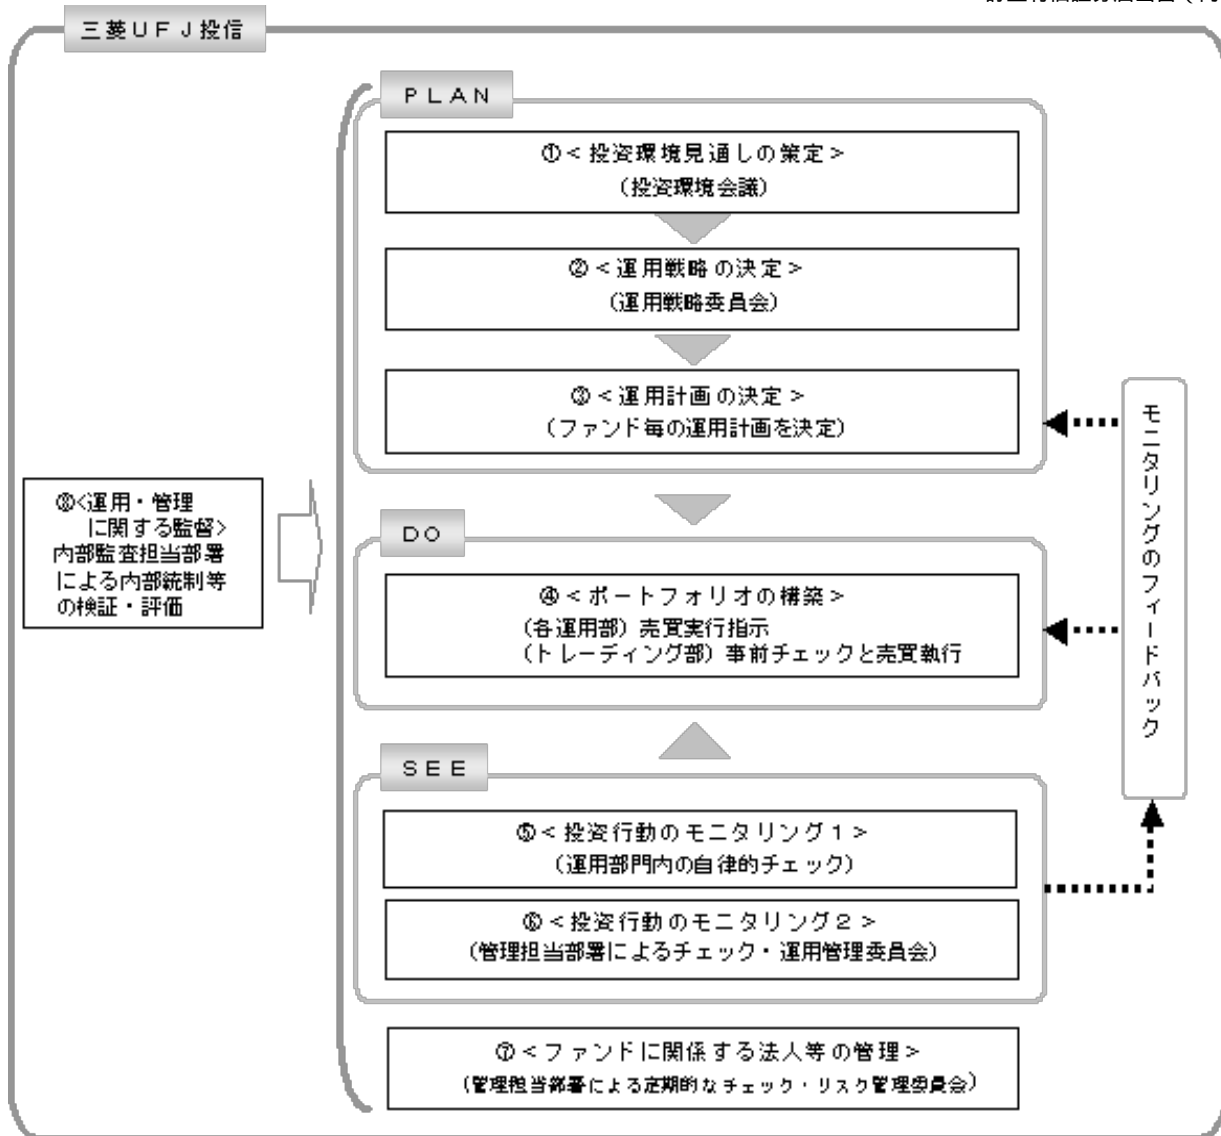 三菱ＵＦＪ投信
ＰＬＡＮ
①＜投資環境見通しの策定＞
（投資環境会議）
②＜運用戦略の決定＞
（運用戦略委員会）
③＜運用計画の決定＞
（ファンド毎の運用計画を決定）
モニタリングのフィードバック
⑧<運用・管理
に関する監督>
内部監査担当部署
による内部統制等
の検証・評価
ＤＯ
④＜ポートフォリオの構築＞
（各運用部）売買実行指示
（トレーディング部）事前チェックと売買執行
ＳＥＥ
⑤＜投資行動のモニタリング１＞
（運用部門内の自律的チェック）
⑥＜投資行動のモニタリング２＞
（管理担当部署によるチェック・運用管理委員会）
⑦＜ファンドに関係する法人等の管理＞
（管理担当部署による定期的なチェック・リスク管理委員会）